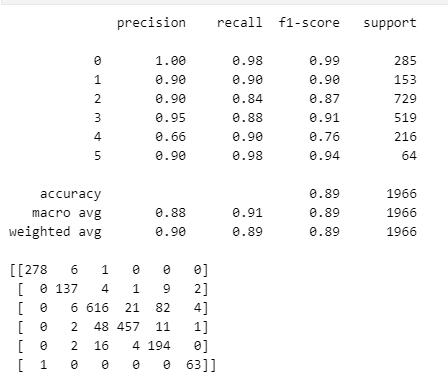 precision recall f1-score support
0 1.00 0.98 0.99 285
1 0.90 0.90 0.90 153
2 0.90 0.84 0.87 729
3 0.95 0.88 0.91 519
4 0.66 0.90 0.76 216
5 0.90 0.98 0.94 64
accuracy 0.89 1966
macro avg 0.88 0.91 0.89 1966
weighted avg 0.90 0.89 0.89 1966
[[278 6 1 0 0 0]
[ 0 137 4 1 9 2]
[ 0 6 616 21 82 4]
[ 0 2 48 457 11 1]
[ 0 2 16 4 194 0]
[ 1 0 0 0 0 63]]